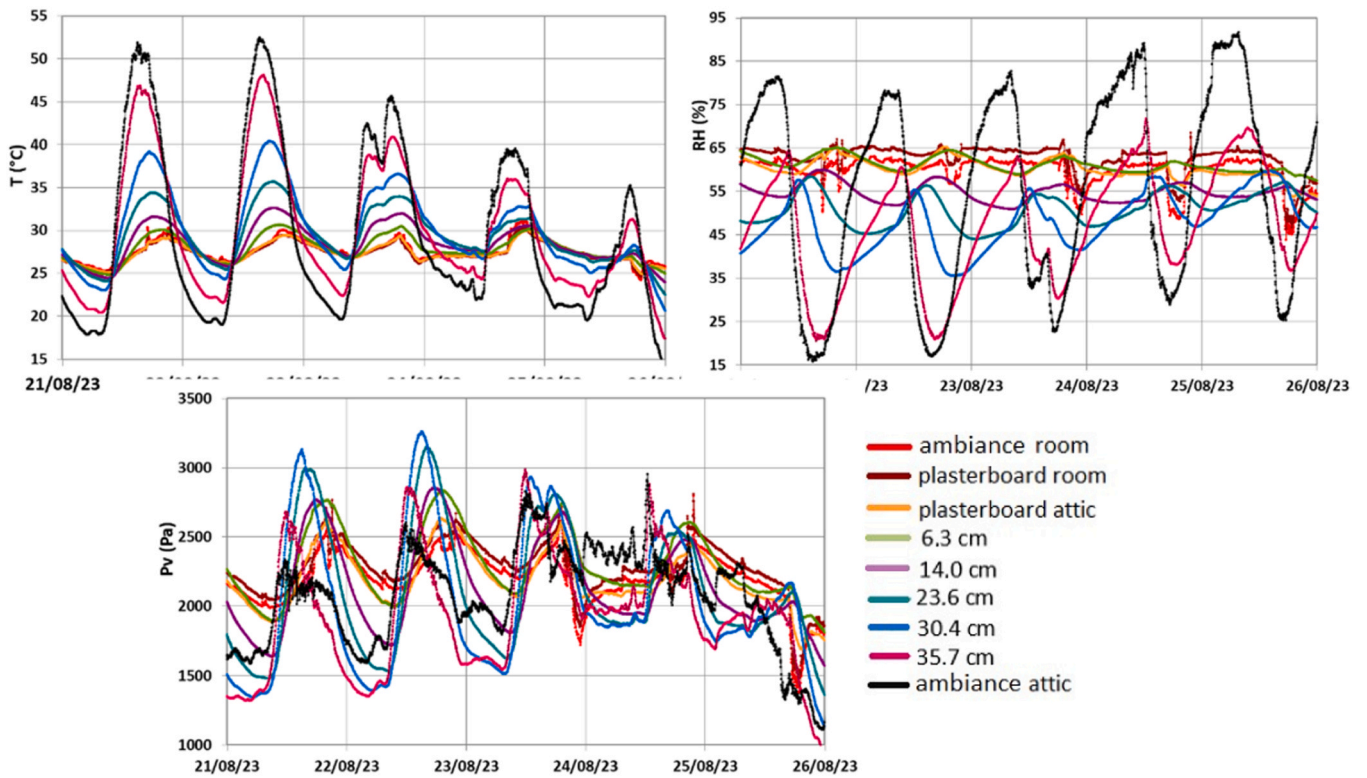 55
50
45
40
35
30
25
20
15
T (°C)
21/08/23
95
85
75
65
55
45
35
25
15
RH (%)
/08/23 23/08/23 24/08/23 25/08/23 26/08/23
3500
3000
2500
2000
1500
1000
Pv (Pa)
21/08/23 22/08/23 23/08/23 24/08/23 25/08/23 26/08/23
ambiance room
plasterboard room
plasterboard attic
6.3 cm
14.0 cm
23.6 cm
30.4 cm
35.7 cm
ambiance attic